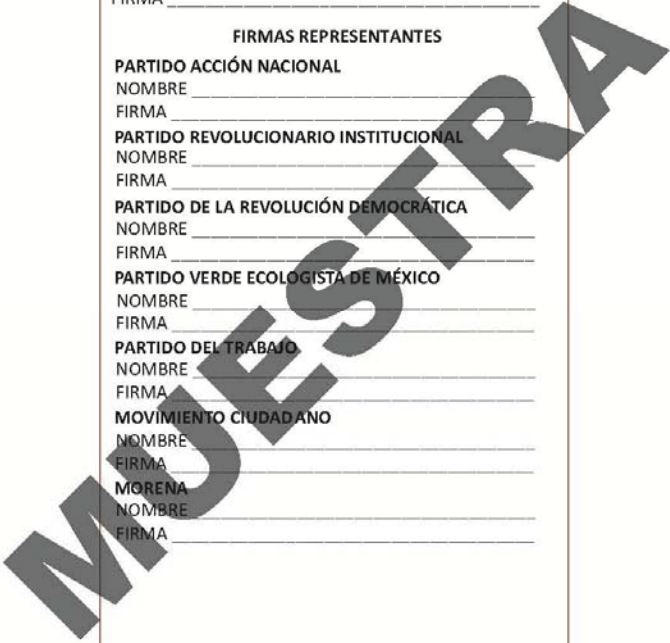 FIRMA
FIRMAS REPRESENTANTES
PARTIDO ACCIÓN NACIONAL
NOMBRE
FIRMA
PARTIDO REVOLUCIONARIO INSTITUCIONAL
NOMBRE
FIRMA
PARTIDO DE LA REVOLUCIÓN DEMOCRÁTICA
NOMBRE
FIRMA
PARTIDO VERDE ECOLOGISTA DE MÉXICO
NOMBRE
FIRMA
PARTIDO DEL TRABAJO
NOMBRE
FIRMA
MOVIMIENTO CIUDADANO
NOMBRE
FIRMA
MORENA
NOMBRE
FIRMA
MUESTRA